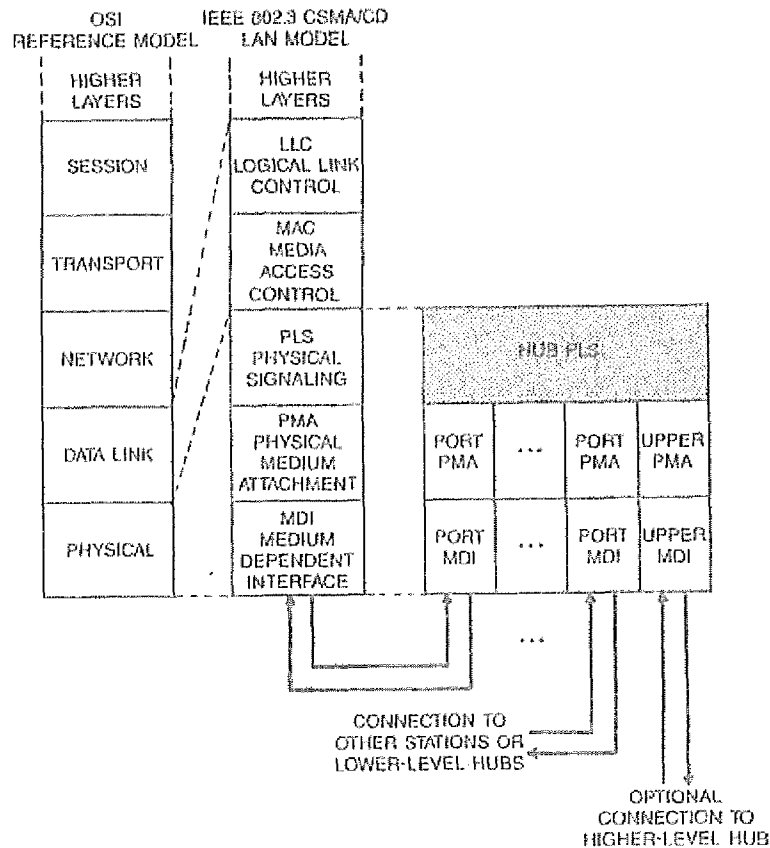 OSI
REFERENCE MODEL
IEEE 802.3 CSMA/CD
LAN MODEL
HIGHER
LAYERS
SESSION
TRANSPORT
NETWORK
DATA LINK
PHYSICAL
HIGHER
LAYERS
LLC
LOGICAL LINK
CONTROL
MAC
MEDIA
ACCESS
CONTROL
PLS
PHYSICAL
SIGNALING
PMA
PHYSICAL
MEDIUM
ATTACHMENT
MDI
MEDIUM
DEPENDENT
INTERFACE
HUB PLS
PORT
PMA
...
PORT
PMA
UPPER
PMA
PORT
MDI
...
PORT
MDI
UPPER
MDI
...
CONNECTION TO
OTHER STATIONS OR
LOWER-LEVEL HUBS
OPTIONAL
CONNECTION TO
HIGHER-LEVEL HUB